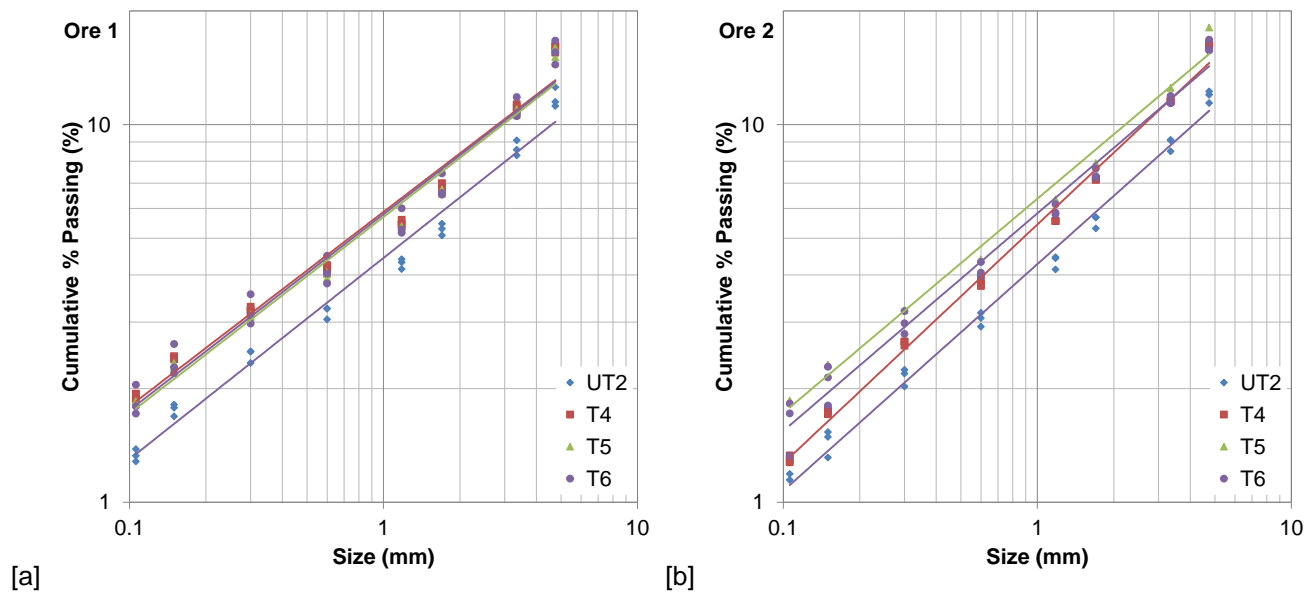 Ore 1
10
1
0.1
1
10
Cumulative % Passing (%)
Size (mm)
UT2
T4
T5
T6
[a]
Ore 2
10
1
0.1
1
10
Cumulative % Passing (%)
Size (mm)
UT2
T4
T5
T6
[b]